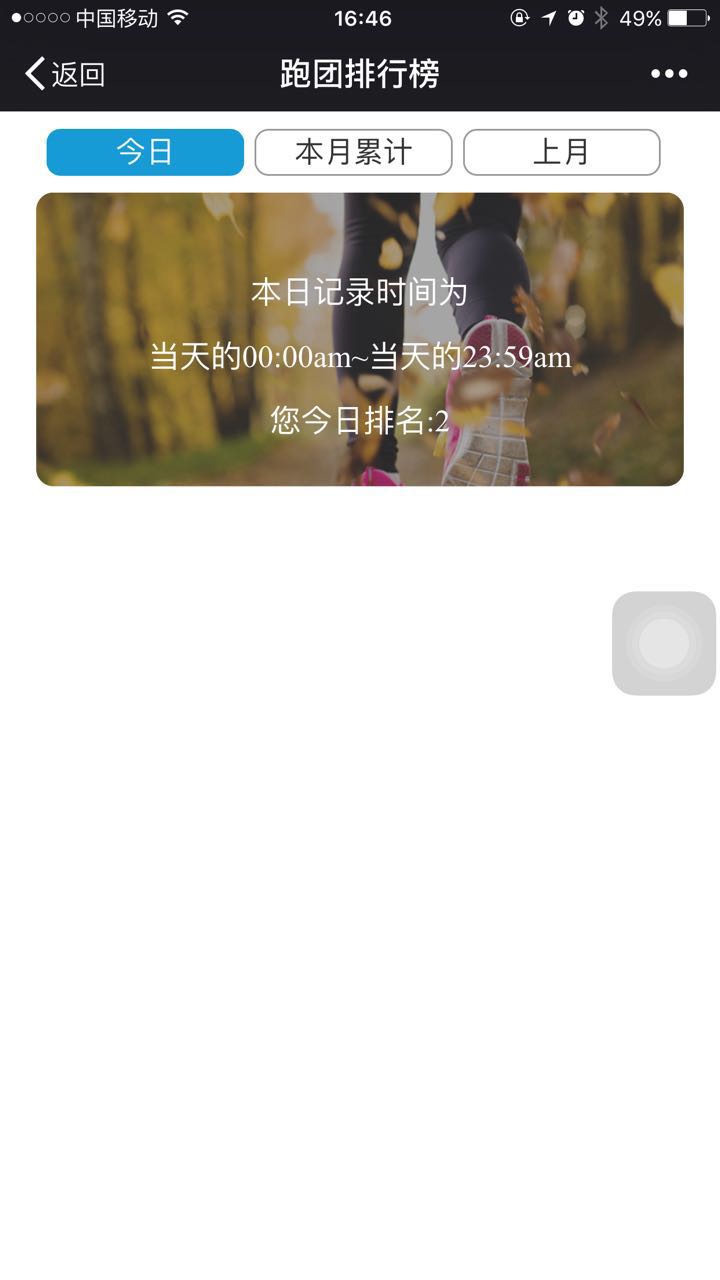 中国移动 16:46 49%
返回 跑团排行榜
今日 本月累计 上月
本日记录时间为
当天的00:00am~当天的23:59am
您今日排名:2